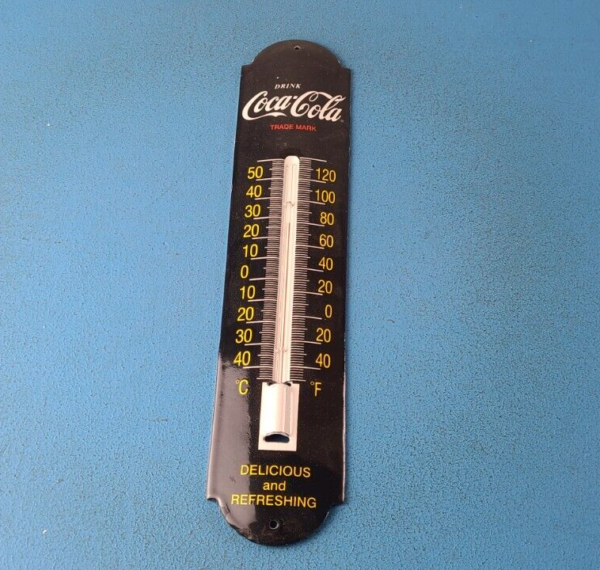 DRINK
Coca-Cola
TRADE MARK
50 120
40 100
30 80
20 60
10 40
0 20
10 0
20 20
30 40
40
°C °F
DELICIOUS
and
REFRESHING